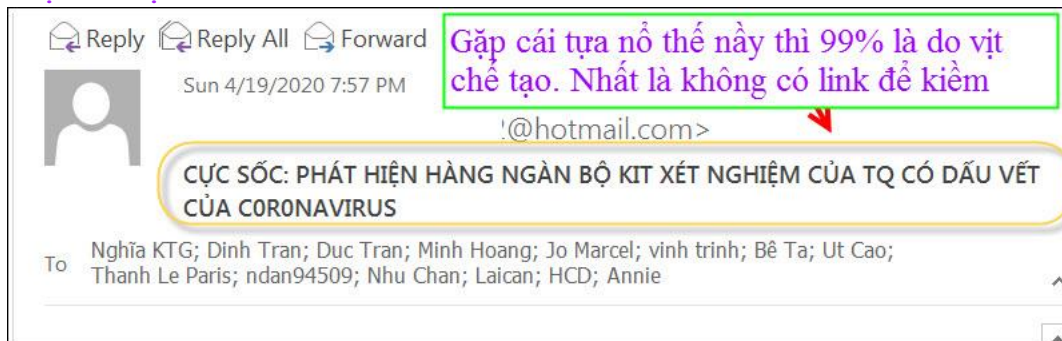 Reply Reply All Forward
Gặp cái tựa nổ thế nầy thì 99% là do vịt
chế tạo. Nhất là không có link để kiềm
Sun 4/19/2020 7:57 PM
@hotmail.com>
CỰC SỐC: PHÁT HIỆN HÀNG NGÀN BỘ KIT XÉT NGHIỆM CỦA TQ CÓ DẤU VẾT
CỦA C0R0NAVIRUS
To Nghĩa KTG; Dinh Tran; Duc Tran; Minh Hoang; Jo Marcel; vinh trinh; Bê Ta; Ut Cao;
Thanh Le Paris; ndan94509; Nhu Chan; Laican; HCD; Annie